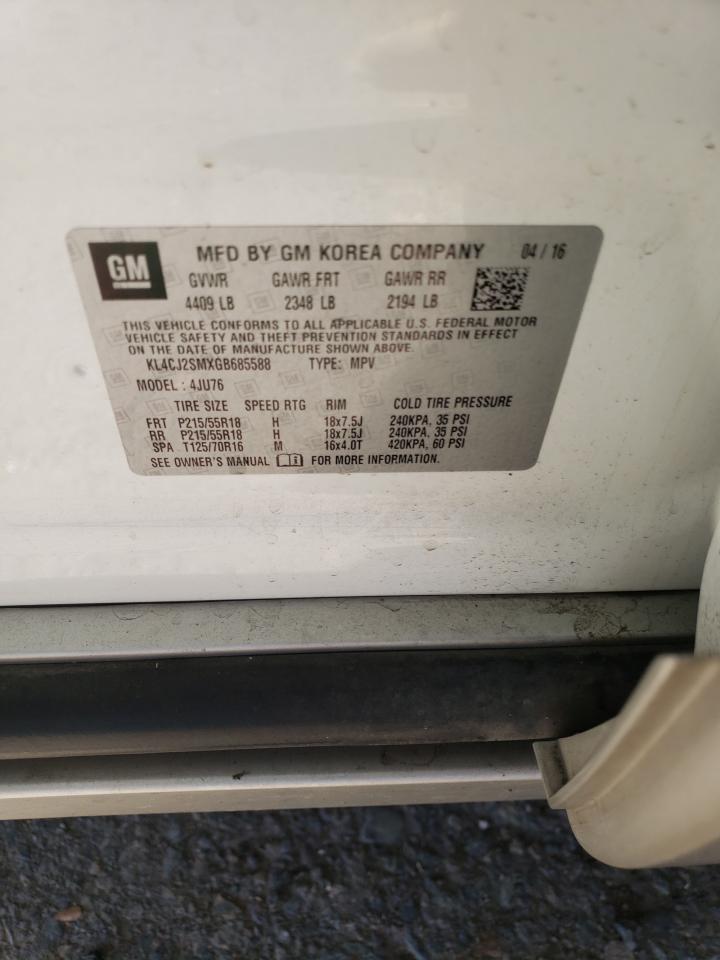 GM
MFD BY GM KOREA COMPANY 04 / 16
GVWR GAWR FRT GAWR RR
4409 LB 2348 LB 2194 LB
THIS VEHICLE CONFORMS TO ALL APPLICABLE U.S. FEDERAL MOTOR
VEHICLE SAFETY AND THEFT PREVENTION STANDARDS IN EFFECT
ON THE DATE OF MANUFACTURE SHOWN ABOVE.
KL4CJ2SMXGB685588 TYPE: MPV
MODEL : 4JU76
TIRE SIZE SPEED RTG RIM COLD TIRE PRESSURE
FRT P215/55R18 H 18x7.5J 240KPA, 35 PSI
RR P215/55R18 H 18x7.5J 240KPA, 35 PSI
SPA T125/70R16 M 16x4.0T 420KPA, 60 PSI
SEE OWNER'S MANUAL FOR MORE INFORMATION.